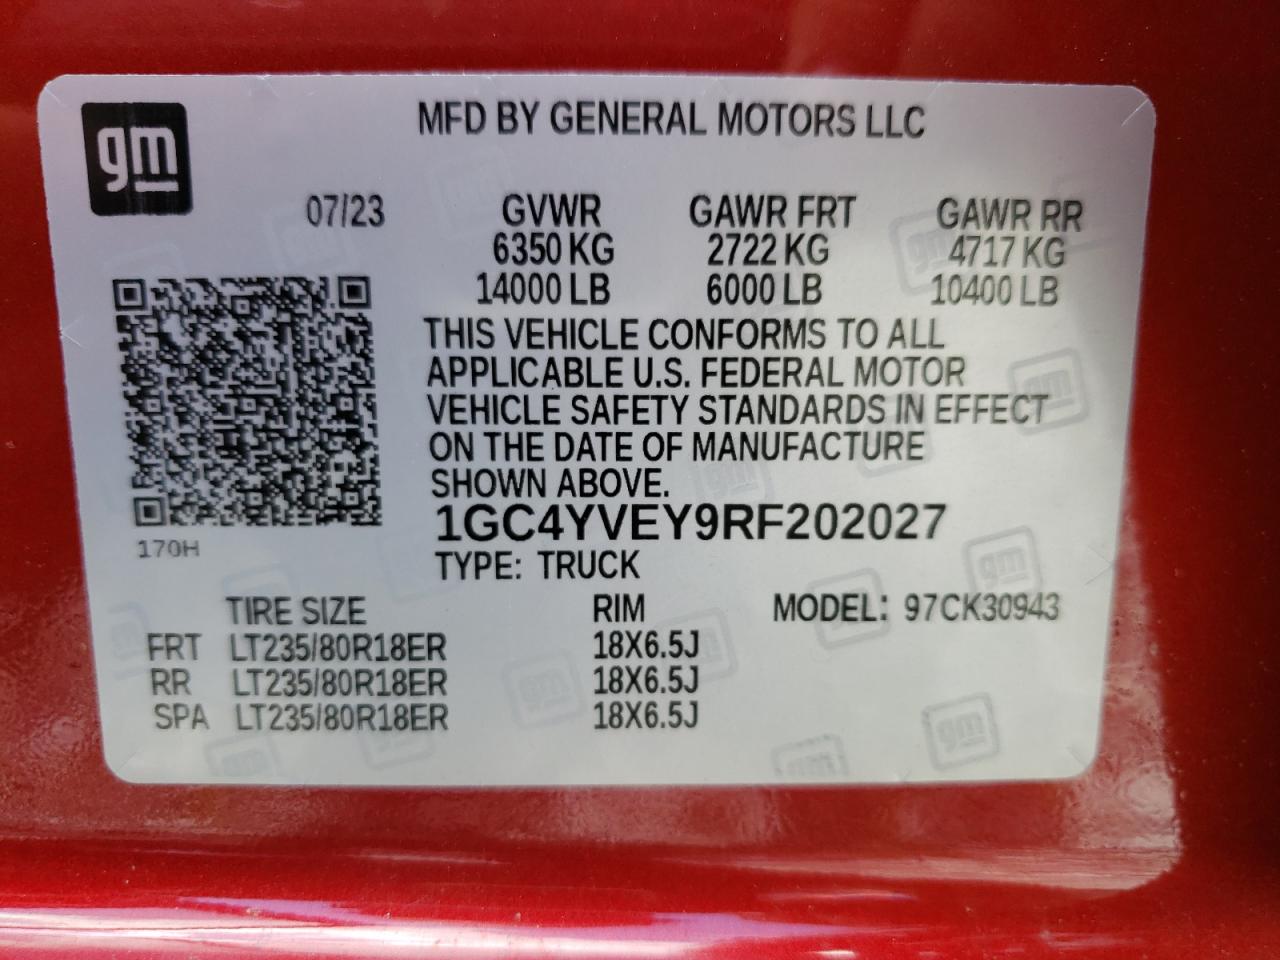 gm
MFD BY GENERAL MOTORS LLC
07/23 GVWR GAWR FRT GAWR RR
6350 KG 2722 KG 4717 KG
14000 LB 6000 LB 10400 LB
THIS VEHICLE CONFORMS TO ALL
APPLICABLE U.S. FEDERAL MOTOR
VEHICLE SAFETY STANDARDS IN EFFECT
ON THE DATE OF MANUFACTURE
SHOWN ABOVE.
1GC4YVEY9RF202027
170H
TYPE: TRUCK
TIRE SIZE RIM MODEL: 97CK30943
FRT LT235/80R18ER 18X6.5J
RR LT235/80R18ER 18X6.5J
SPA LT235/80R18ER 18X6.5J